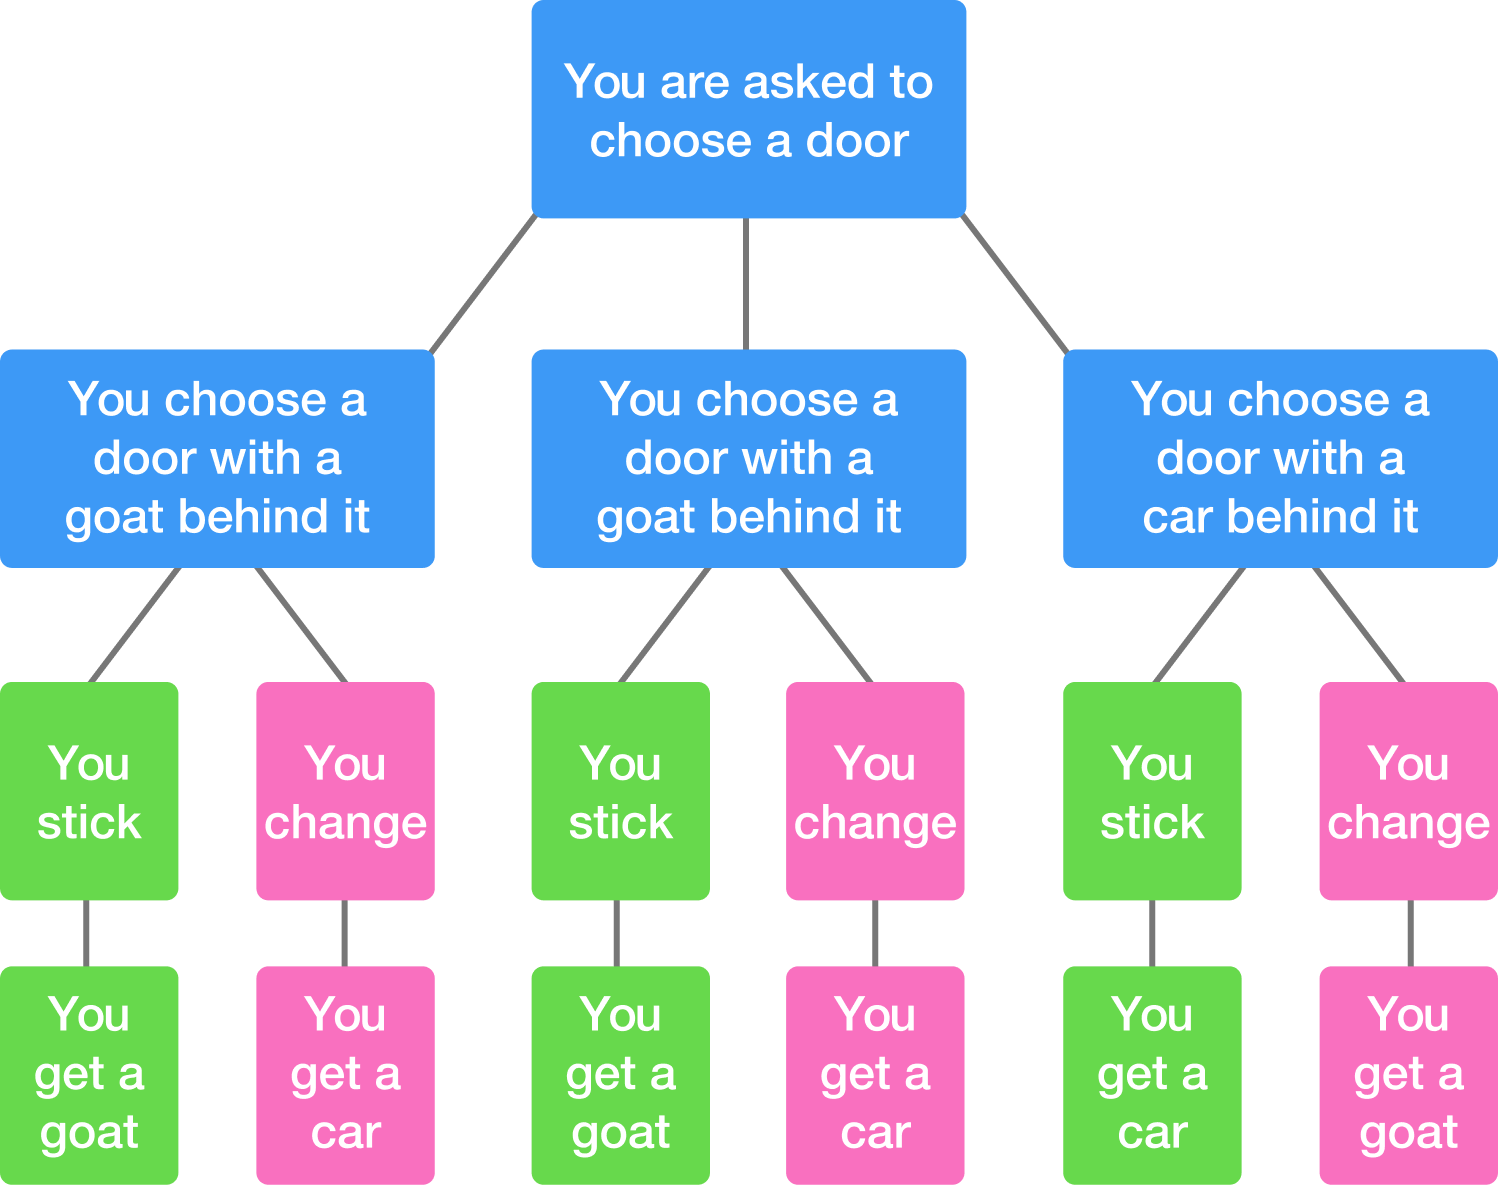 You are asked to
choose a door
You choose a
door with a
goat behind it
You choose a
door with a
goat behind it
You choose a
door with a
car behind it
You
stick
You
change
You
stick
You
change
You
stick
You
change
You
get a
goat
You
get a
car
You
get a
goat
You
get a
car
You
get a
car
You
get a
goat